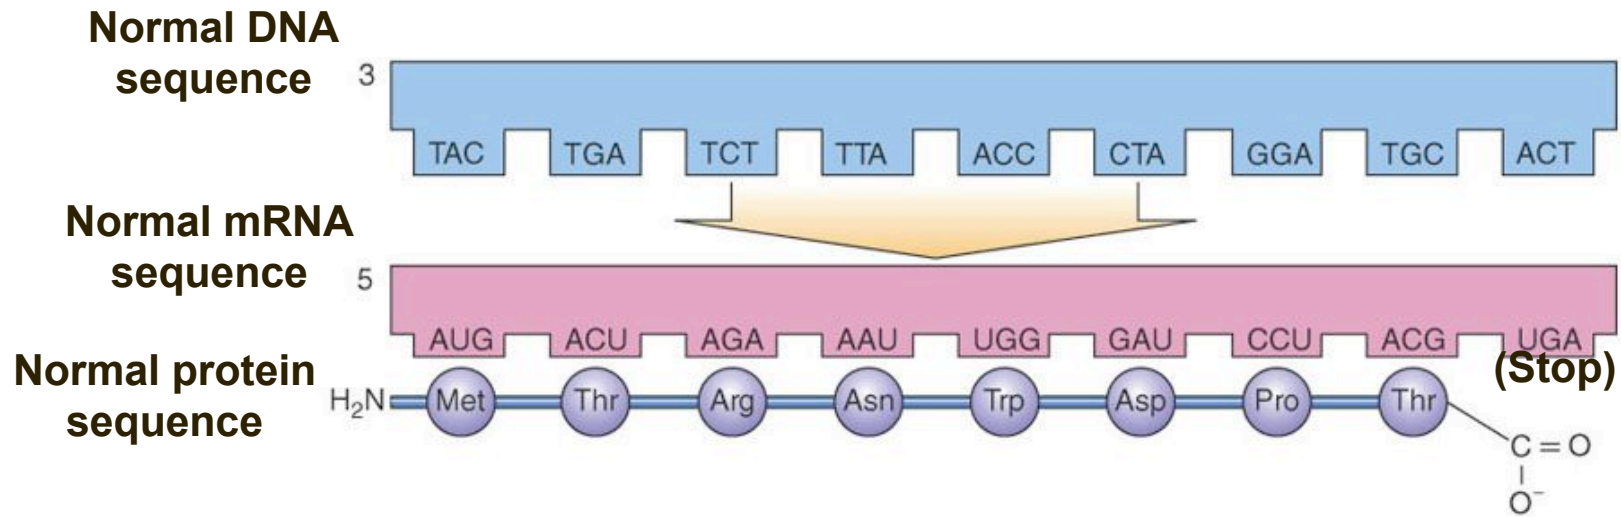 Normal DNA
sequence
3
TAC TGA TCT TTA ACC CTA GGA TGC ACT
Normal mRNA
sequence
5
AUG ACU AGA AAU UGG GAU CCU ACG UGA
(Stop)
Normal protein
sequence
H₂N Met Thr Arg Asn Trp Asp Pro Thr
C = O
O⁻